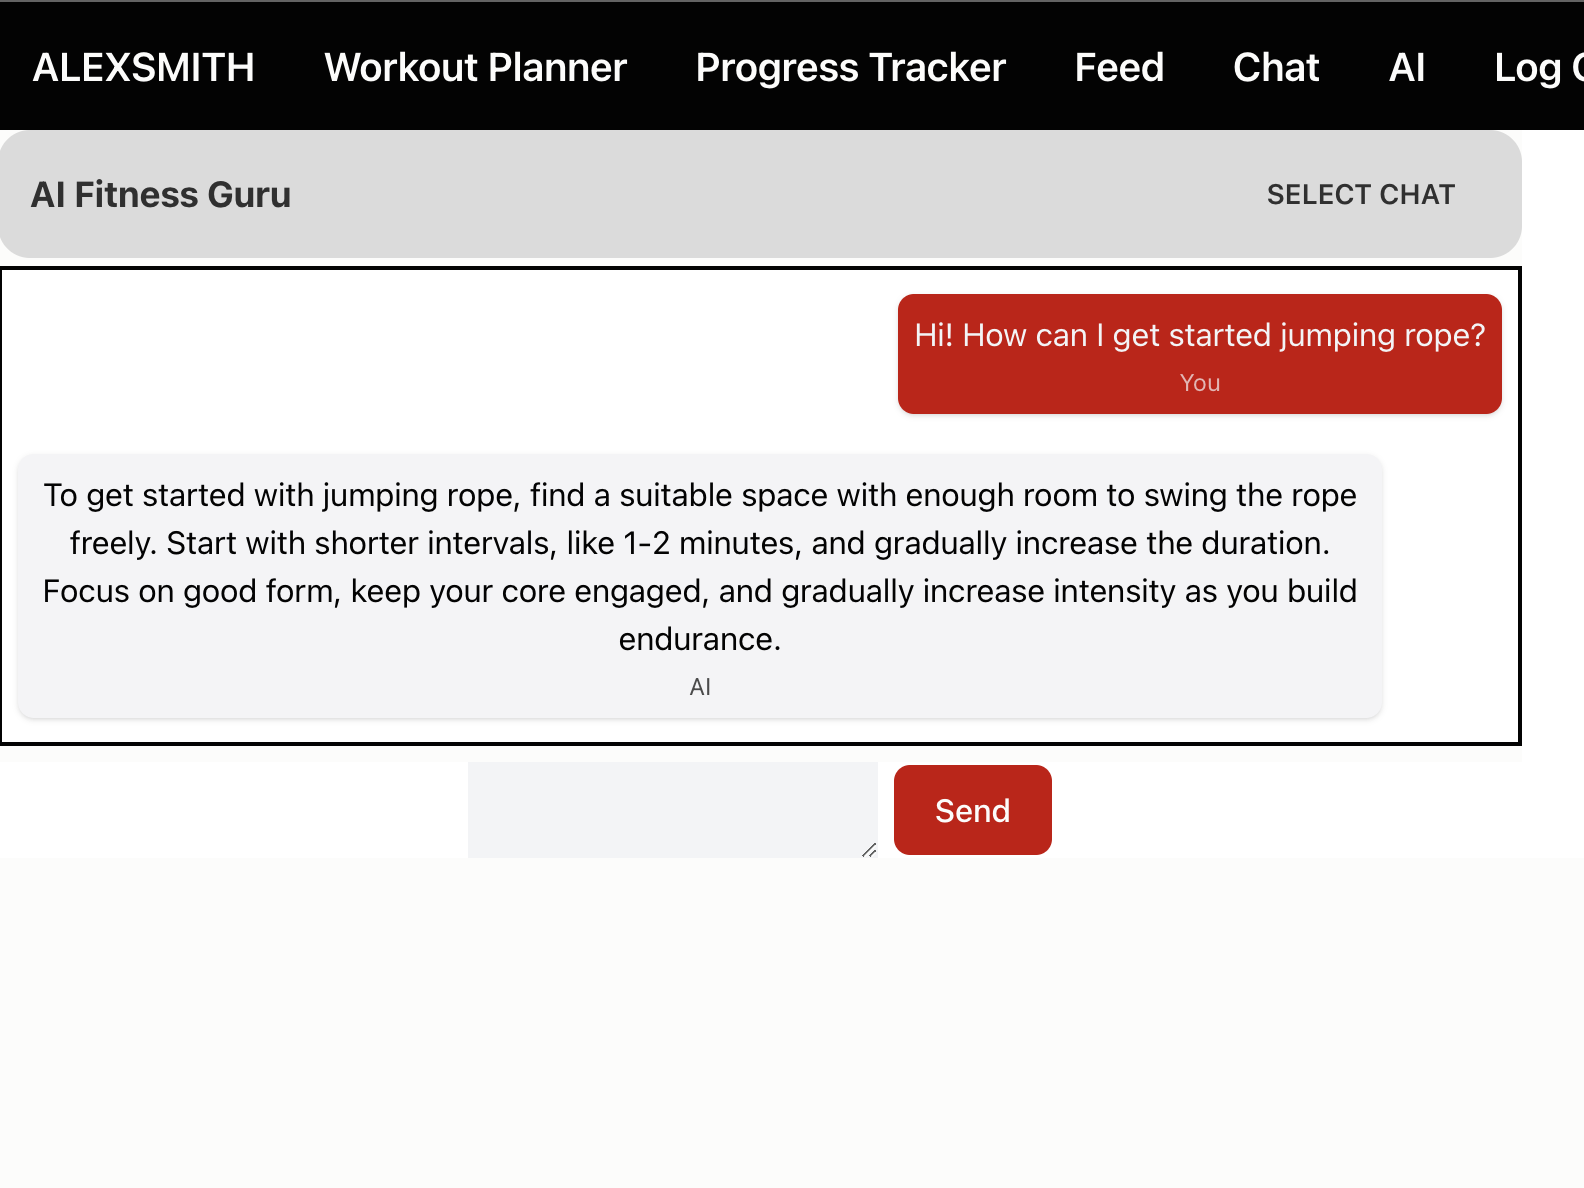 ALEXSMITH Workout Planner Progress Tracker Feed Chat AI Log
AI Fitness Guru SELECT CHAT
Hi! How can I get started jumping rope?
You
To get started with jumping rope, find a suitable space with enough room to swing the rope
freely. Start with shorter intervals, like 1-2 minutes, and gradually increase the duration.
Focus on good form, keep your core engaged, and gradually increase intensity as you build
endurance.
AI
Send